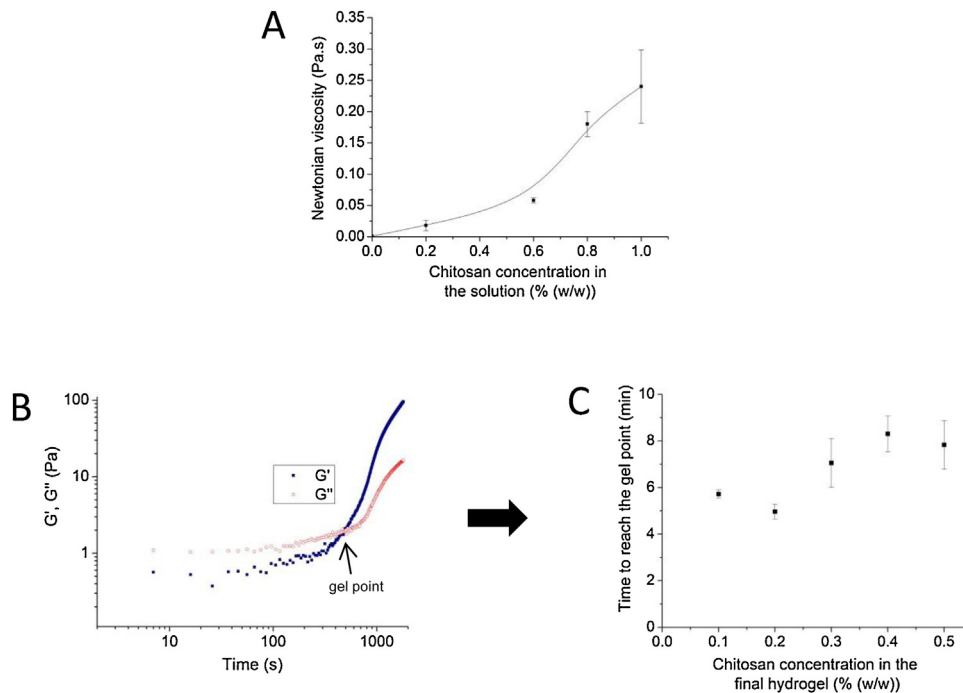 A
Newtonian viscosity (Pa.s)
0.35
0.30
0.25
0.20
0.15
0.10
0.05
0.00
0.0 0.2 0.4 0.6 0.8 1.0
Chitosan concentration in
the solution (% (w/w))
B
G', G'' (Pa)
100
10
1
G'
G''
gel point
10 100 1000
Time (s)
C
Time to reach the gel point (min)
10
8
6
4
2
0
0.0 0.1 0.2 0.3 0.4 0.5
Chitosan concentration in the
final hydrogel (% (w/w))